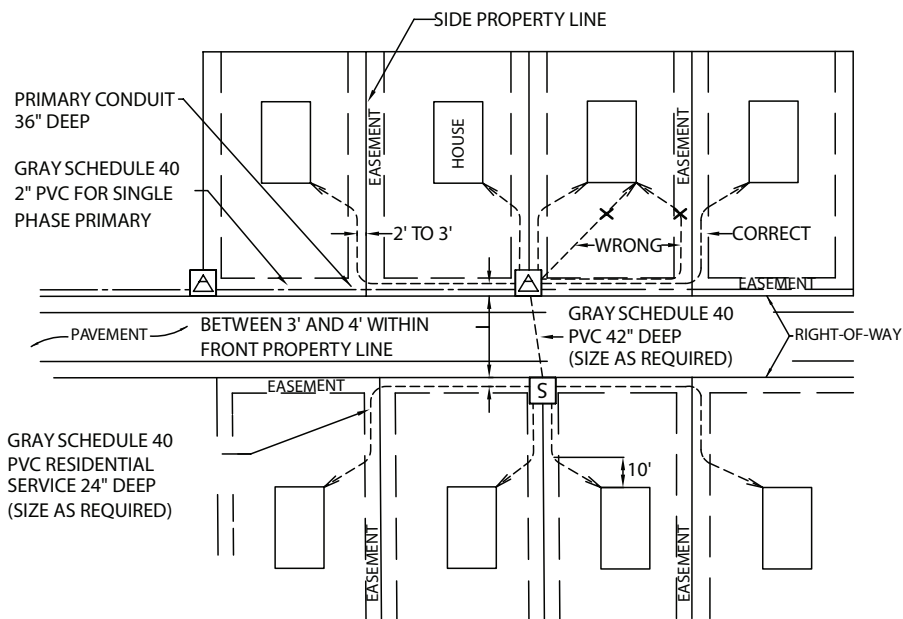 SIDE PROPERTY LINE
PRIMARY CONDUIT
36" DEEP
GRAY SCHEDULE 40
2" PVC FOR SINGLE
PHASE PRIMARY
EASEMENT
HOUSE
EASEMENT
2' TO 3'
WRONG
CORRECT
EASEMENT
PAVEMENT
BETWEEN 3' AND 4' WITHIN
FRONT PROPERTY LINE
GRAY SCHEDULE 40
PVC 42" DEEP
(SIZE AS REQUIRED)
RIGHT-OF-WAY
EASEMENT
S
GRAY SCHEDULE 40
PVC RESIDENTIAL
SERVICE 24" DEEP
(SIZE AS REQUIRED)
10'
EASEMENT
EASEMENT